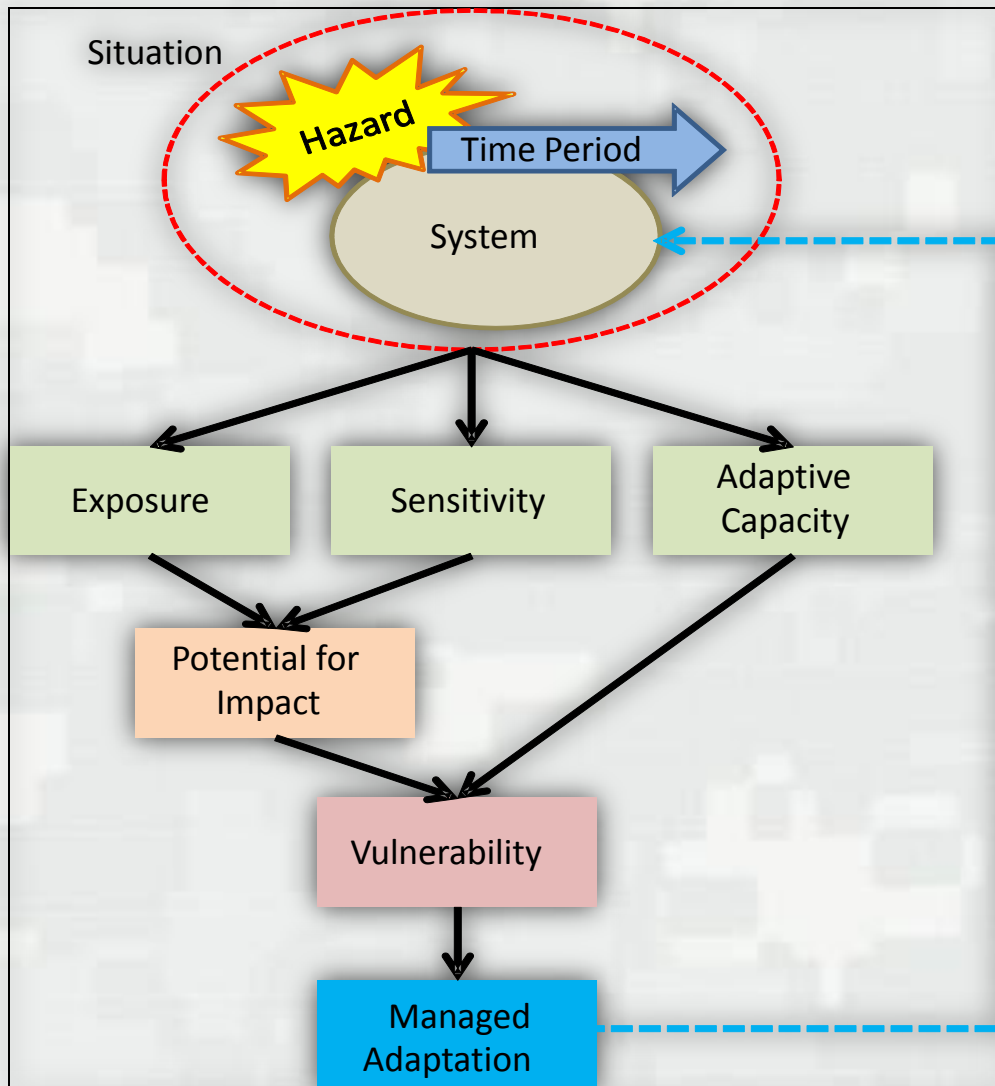 Situation
Hazard
Time Period
System
Exposure
Sensitivity
Adaptive
Capacity
Potential for
Impact
Vulnerability
Managed
Adaptation